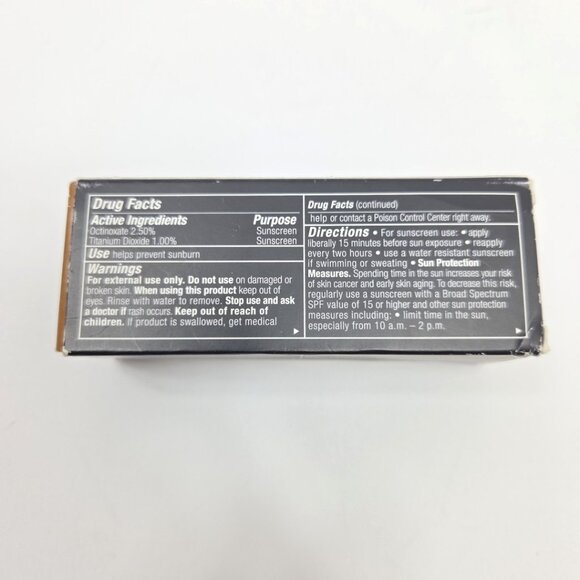 Drug Facts
Active Ingredients Purpose
Octinoxate 2.50% Sunscreen
Titanium Dioxide 1.00% Sunscreen
Use helps prevent sunburn
Warnings
For external use only. Do not use on damaged or
broken skin. When using this product keep out of
eyes. Rinse with water to remove. Stop use and ask
a doctor if rash occurs. Keep out of reach of
children. If product is swallowed, get medical
Drug Facts (continued)
help or contact a Poison Control Center right away.
Directions • For sunscreen use: • apply
liberally 15 minutes before sun exposure • reapply
every two hours • use a water resistant sunscreen
if swimming or sweating • Sun Protection
Measures. Spending time in the sun increases your risk
of skin cancer and early skin aging. To decrease this risk,
regularly use a sunscreen with a Broad Spectrum
SPF value of 15 or higher and other sun protection
measures including: • limit time in the sun,
especially from 10 a.m. – 2 p.m.